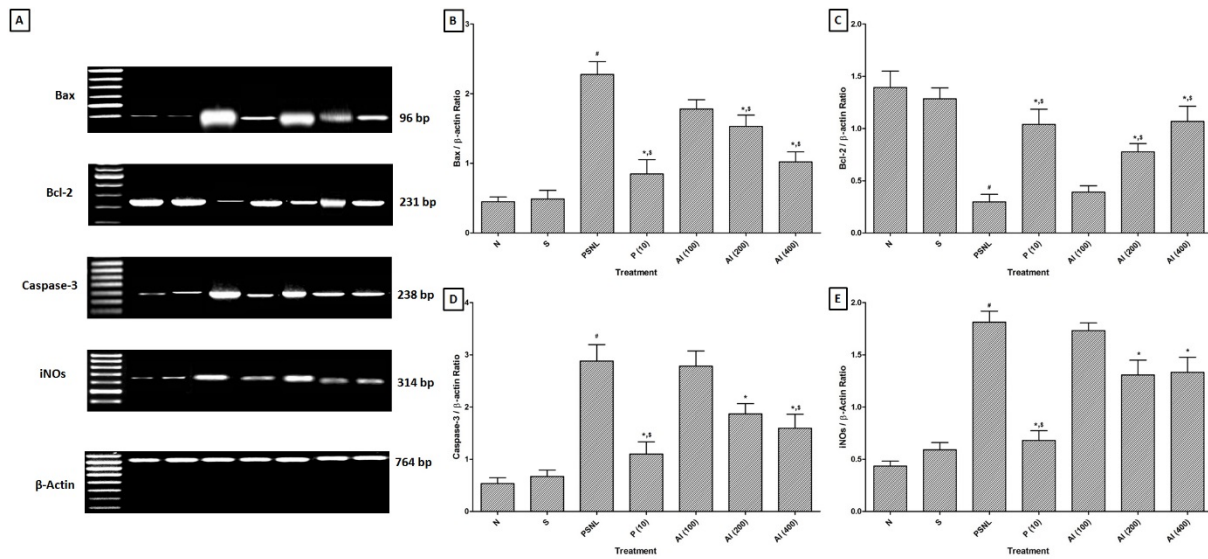 A
Bax
96 bp
Bcl-2
231 bp
Caspase-3
238 bp
iNOs
314 bp
β-Actin
764 bp
B
Bax / β-actin Ratio
3
2
1
0
#
*,$
*,$
*,$
N
S
PSNL
P (10)
Al (100)
Al (200)
Al (400)
Treatment
C
Bcl-2 / β-actin Ratio
2.0
1.5
1.0
0.5
0.0
#
*,$
*,$
*,$
N
S
PSNL
P (10)
Al (100)
Al (200)
Al (400)
Treatment
D
Caspase-3 / β-actin Ratio
4
3
2
1
0
#
*,$
*
*,$
N
S
PSNL
P (10)
Al (100)
Al (200)
Al (400)
Treatment
E
iNOs / β-Actin Ratio
2.0
1.5
1.0
0.5
0.0
#
*,$
*
*
N
S
PSNL
P (10)
Al (100)
Al (200)
Al (400)
Treatment